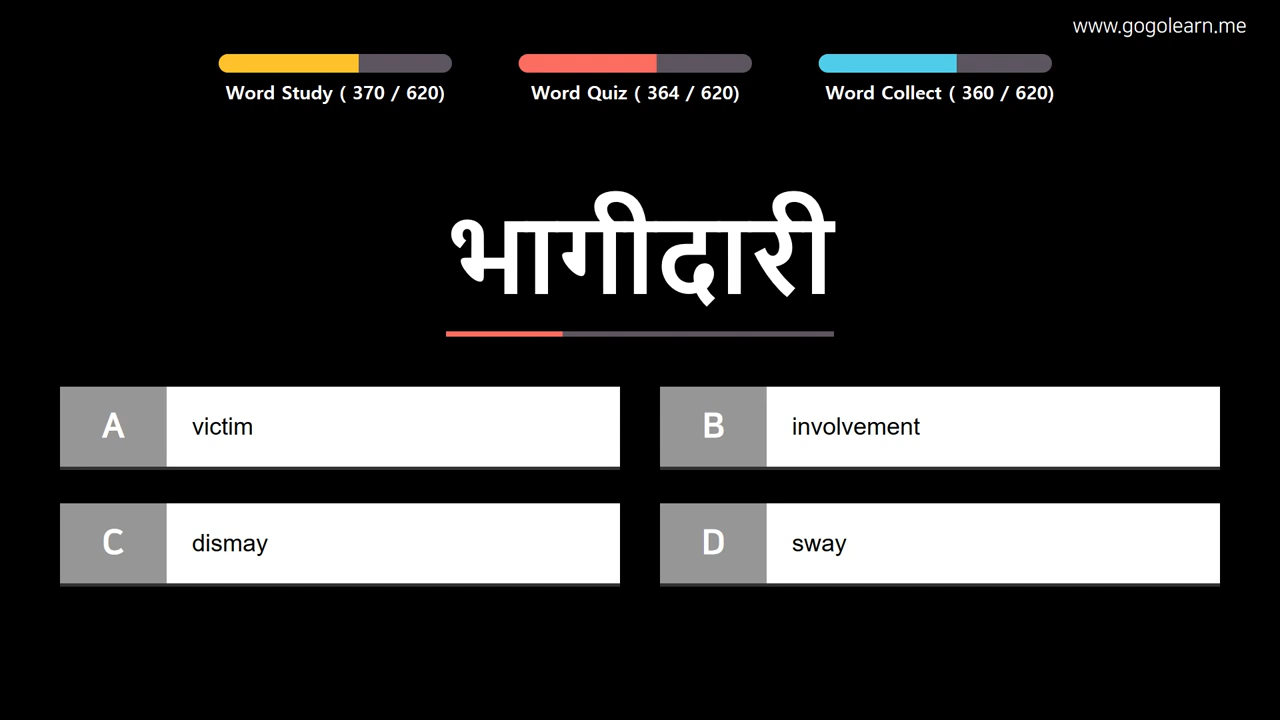 www.gogolearn.me
Word Study ( 370 / 620)
Word Quiz ( 364 / 620)
Word Collect ( 360 / 620)
भागीदारी
A victim
B involvement
C dismay
D sway